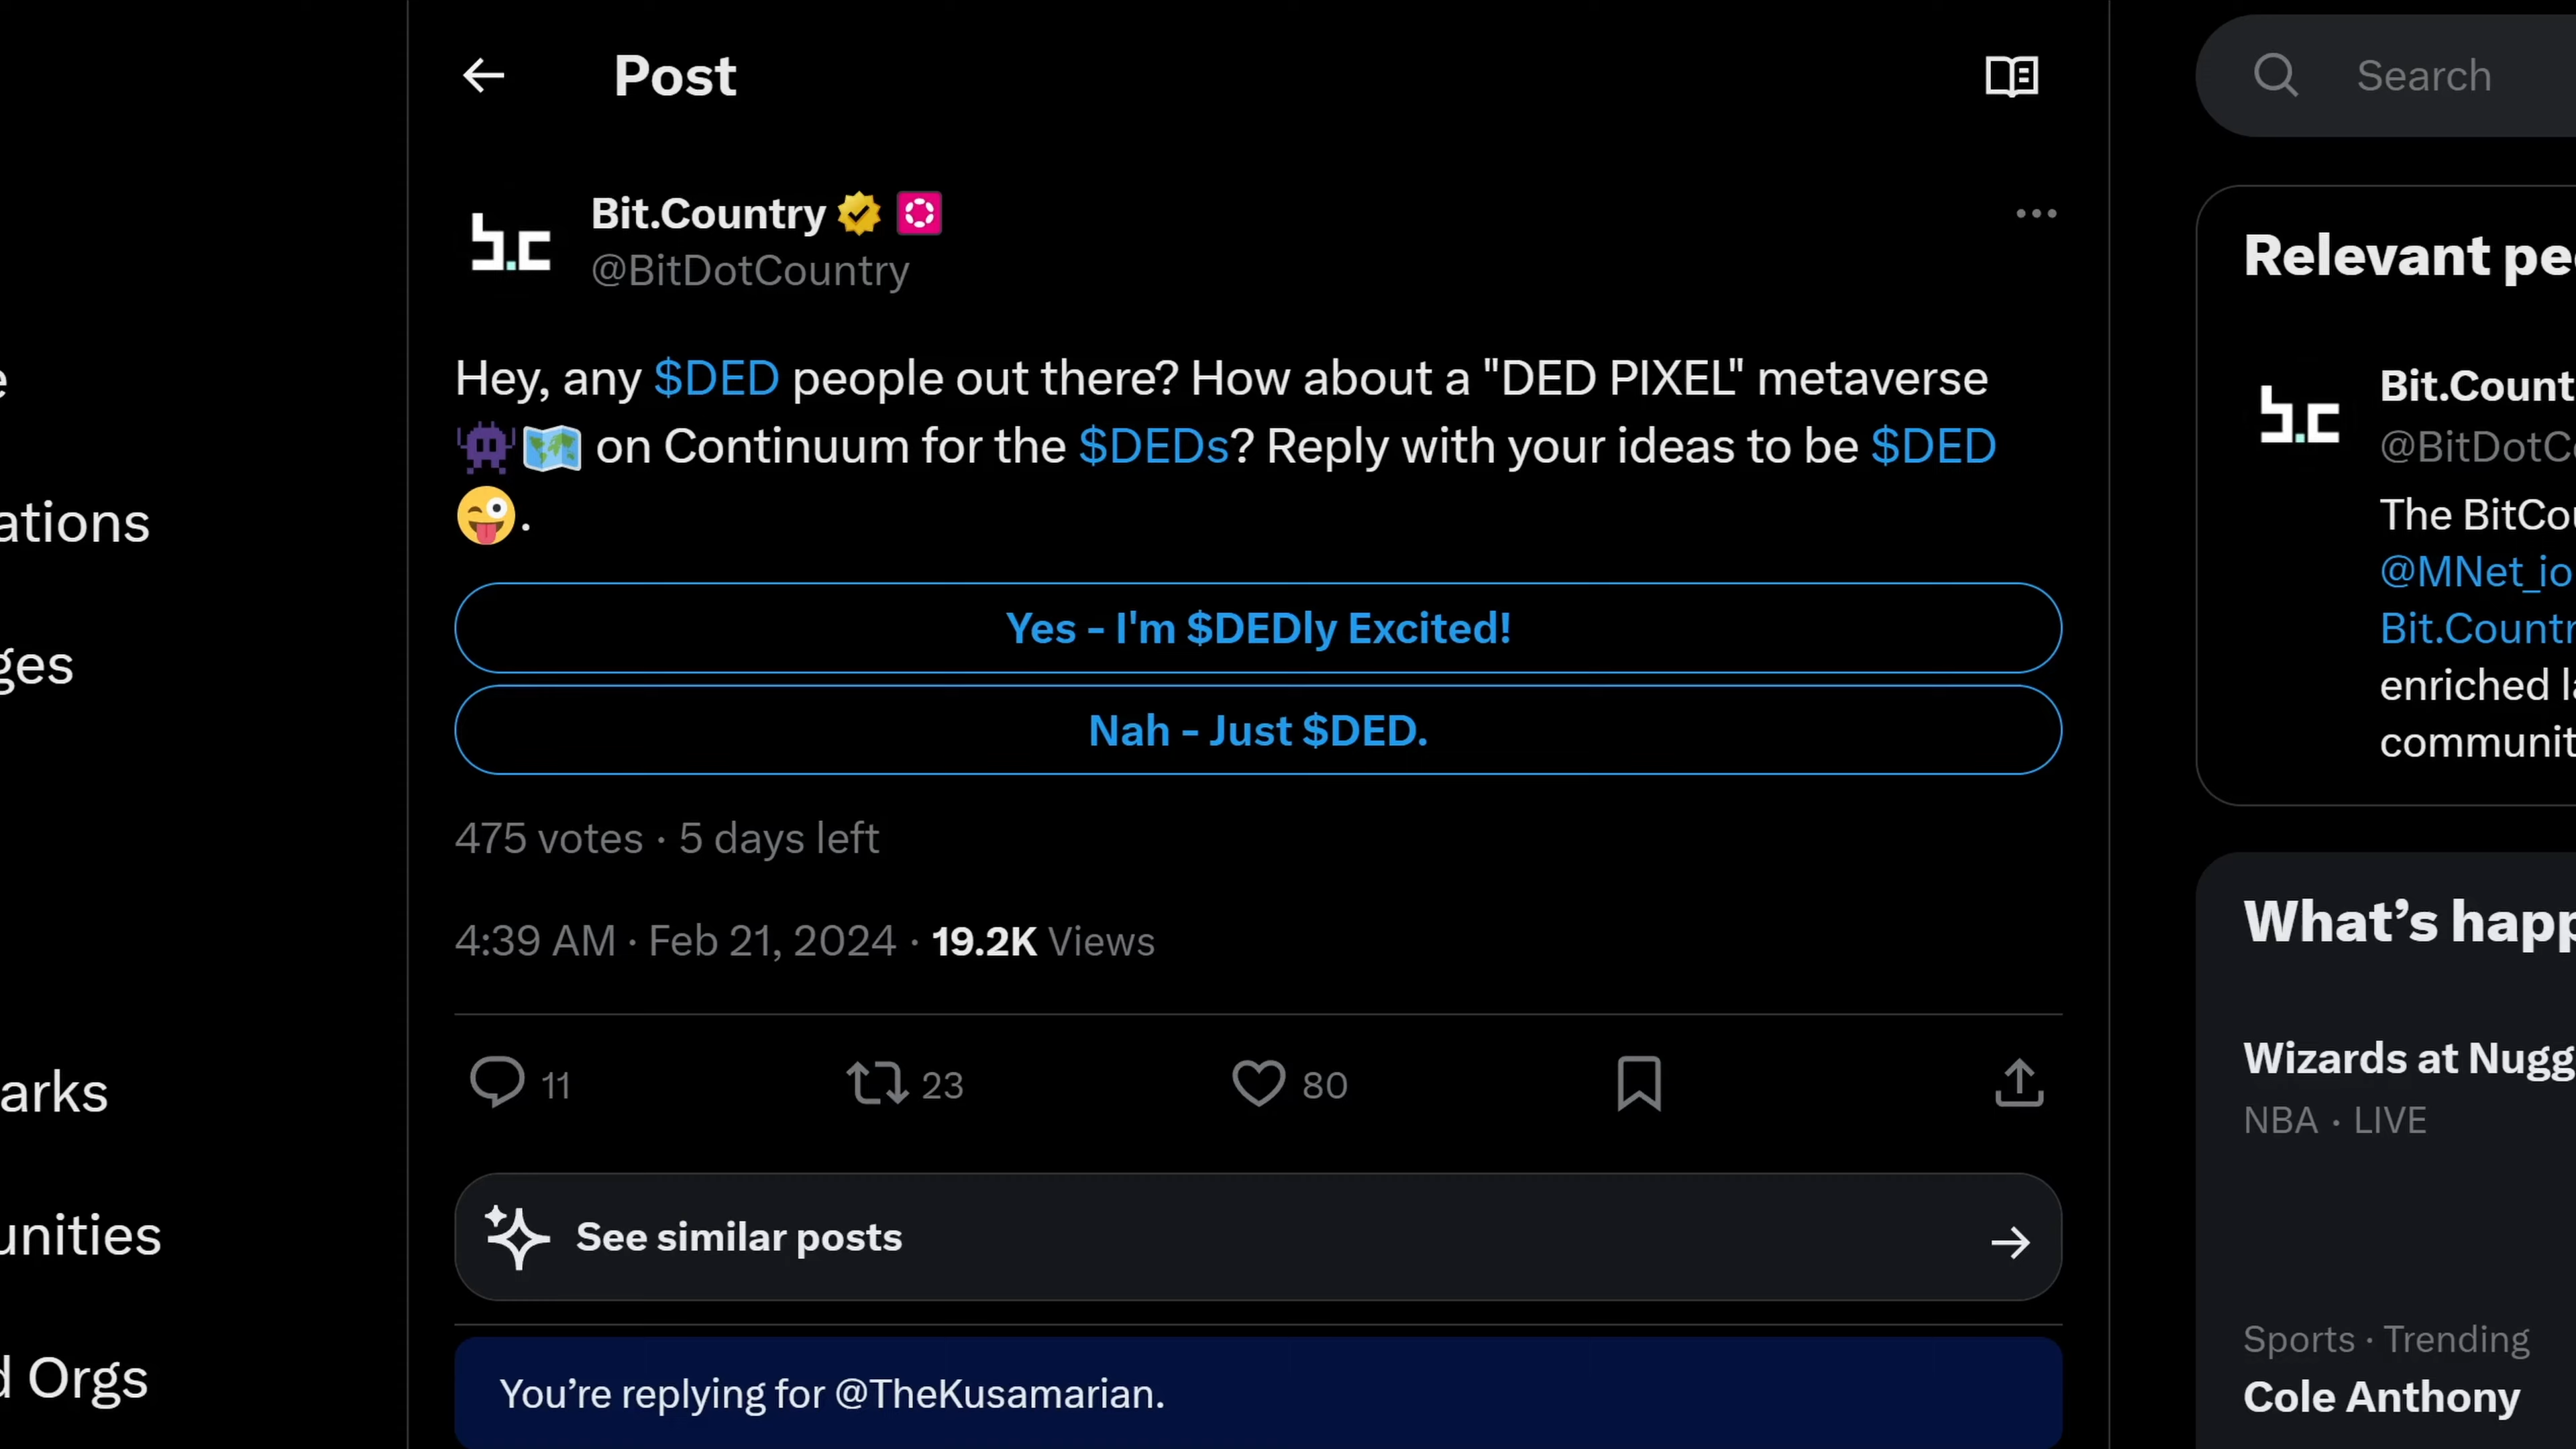 Post
Search
Bit.Country
@BitDotCountry
Hey, any $DED people out there? How about a "DED PIXEL" metaverse
on Continuum for the $DEDs? Reply with your ideas to be $DED
.
Yes - I'm $DEDly Excited!
Nah - Just $DED.
475 votes · 5 days left
4:39 AM · Feb 21, 2024 · 19.2K Views
11
23
80
See similar posts
You’re replying for @TheKusamarian.
e
ations
ges
arks
unities
d Orgs
Relevant pe
b.c
Bit.Count
@BitDotC
The BitCou
@MNet_io
Bit.Countr
enriched la
communit
What’s happ
Wizards at Nugg
NBA · LIVE
Sports · Trending
Cole Anthony